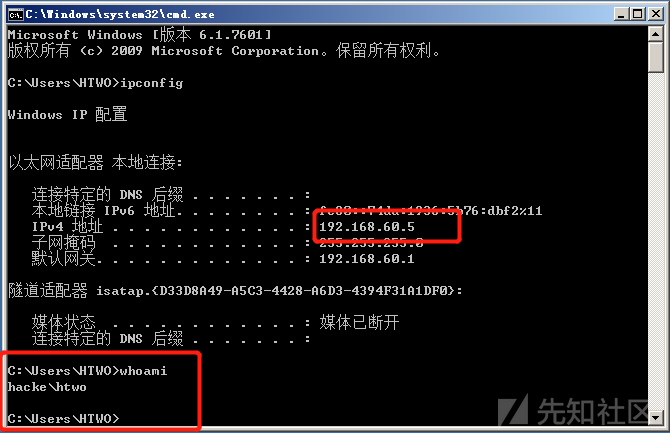 C:\Windows\system32\cmd.exe
Microsoft Windows [版本 6.1.7601]
版权所有 (c) 2009 Microsoft Corporation。保留所有权利。
C:\Users\HTWO>ipconfig
Windows IP 配置
以太网适配器 本地连接:
连接特定的 DNS 后缀 . . . . . . . :
本地链接 IPv6 地址. . . . . . . . : fe80::74da:1936:5b76:dbf2%11
IPv4 地址 . . . . . . . . . . . . : 192.168.60.5
子网掩码 . . . . . . . . . . . . : 255.255.255.0
默认网关. . . . . . . . . . . . . : 192.168.60.1
隧道适配器 isatap.{D33D8A49-A5C3-4428-A6D3-4394F31A1DF0}:
媒体状态 . . . . . . . . . . . . : 媒体已断开
连接特定的 DNS 后缀 . . . . . . . :
C:\Users\HTWO>whoami
hacke\htwo
C:\Users\HTWO>
先知社区